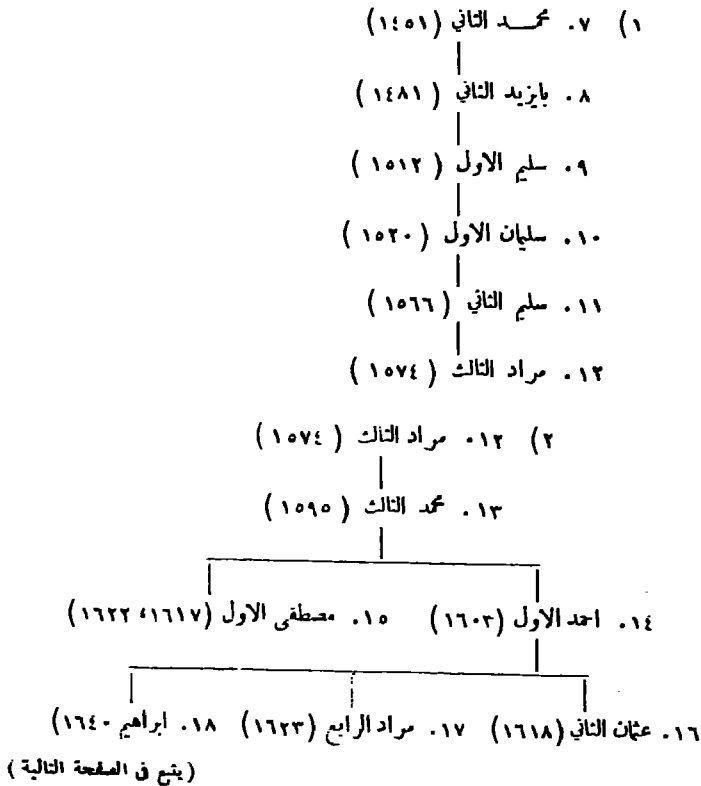 ١) ٧. محمد الثاني (١٤٥١)
٨. بايزيد الثاني (١٤٨١)
٩. سليم الاول (١٥١٢)
١٠. سليمان الاول (١٥٢٠)
١١. سليم الثاني (١٥٦٦)
١٢. مراد الثالث (١٥٧٤)
٢) ١٢. مراد الثالث (١٥٧٤)
١٣. محمد الثالث (١٥٩٥)
١٤. احمد الاول (١٦٠٣) ١٥. مصطفى الاول (١٦١٧، ١٦٢٢)
١٦. عثمان الثاني (١٦١٨) ١٧. مراد الرابع (١٦٢٣) ١٨. ابراهيم ١٦٤٠)
(يتبع في الصفحة التالية)